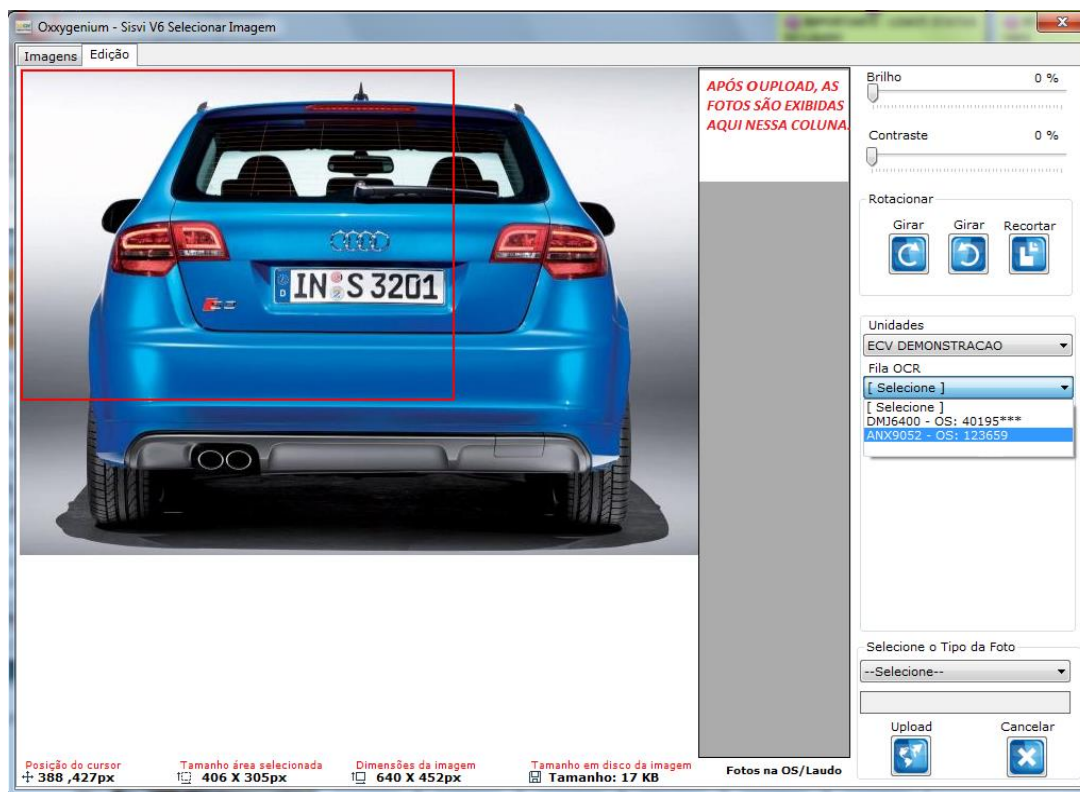 Oxxygenium - Sisvi V6 Selecionar Imagem
Imagens
Edição
APÓS O UPLOAD, AS
FOTOS SÃO EXIBIDAS
AQUI NESSA COLUNA.
IN S 3201
D
Brilho
0 %
Contraste
0 %
Rotacionar
Girar
Girar
Recortar
Unidades
ECV DEMONSTRACAO
Fila OCR
[ Selecione ]
[ Selecione ]
DMJ6400 - OS: 40195***
ANX9052 - OS: 123659
Selecione o Tipo da Foto
--Selecione--
Upload
Cancelar
Posição do cursor
388 ,427px
Tamanho área selecionada
406 X 305px
Dimensões da imagem
640 X 452px
Tamanho em disco da imagem
Tamanho: 17 KB
Fotos na OS/Laudo